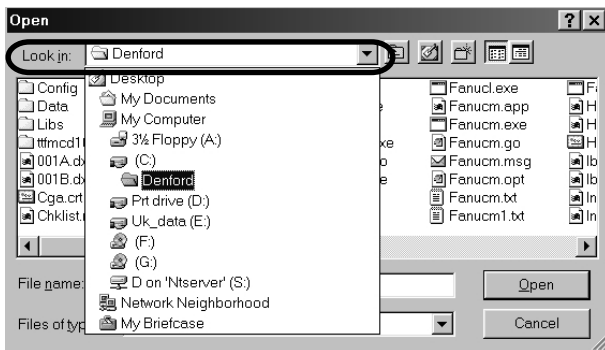 Open
Look in: Denford
Desktop
My Documents
My Computer
3½ Floppy (A:)
(C:)
Denford
Prt drive (D:)
Uk_data (E:)
(F:)
(G:)
D on 'Ntserver' (S:)
Network Neighborhood
My Briefcase
Config
Data
Libs
ttfmcd1
001A.d
001B.d
Cga.crt
Chklist.
Fanucl.exe
Fanucm.app
Fanucm.exe
Fanucm.go
Fanucm.msg
Fanucm.opt
Fanucm.txt
Fanucm1.txt
File name:
Open
Files of typ
Cancel